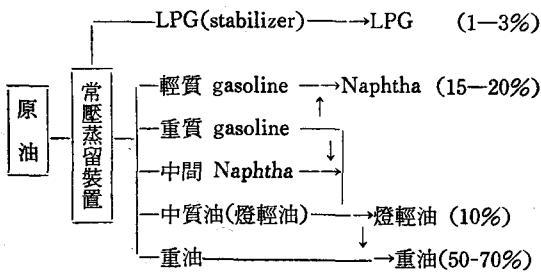 LPG(stabilizer) LPG (1—3%)
原油
常壓蒸留裝置
輕質 gasoline Naphtha (15—20%)
重質 gasoline
中間 Naphtha
中質油(燈輕油) 燈輕油 (10%)
重油 重油(50-70%)